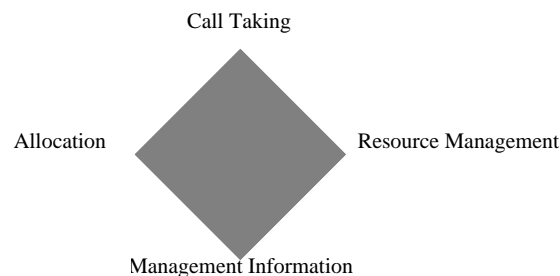 Call Taking
Allocation
Resource Management
Management Information